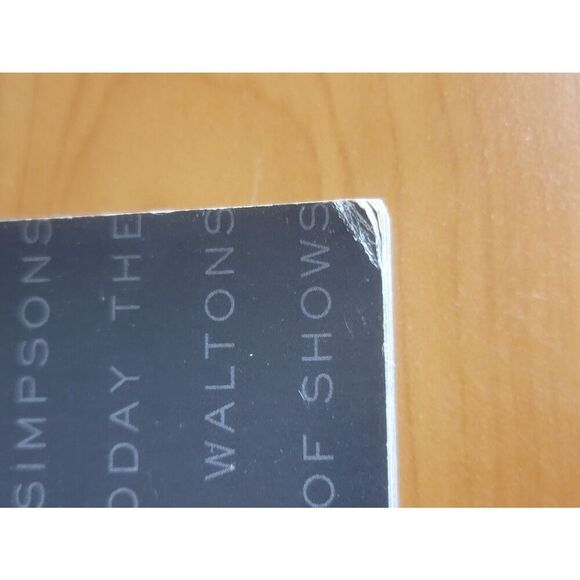 SIMPSONS
ODAY THE
WALTONS
OF SHOWS